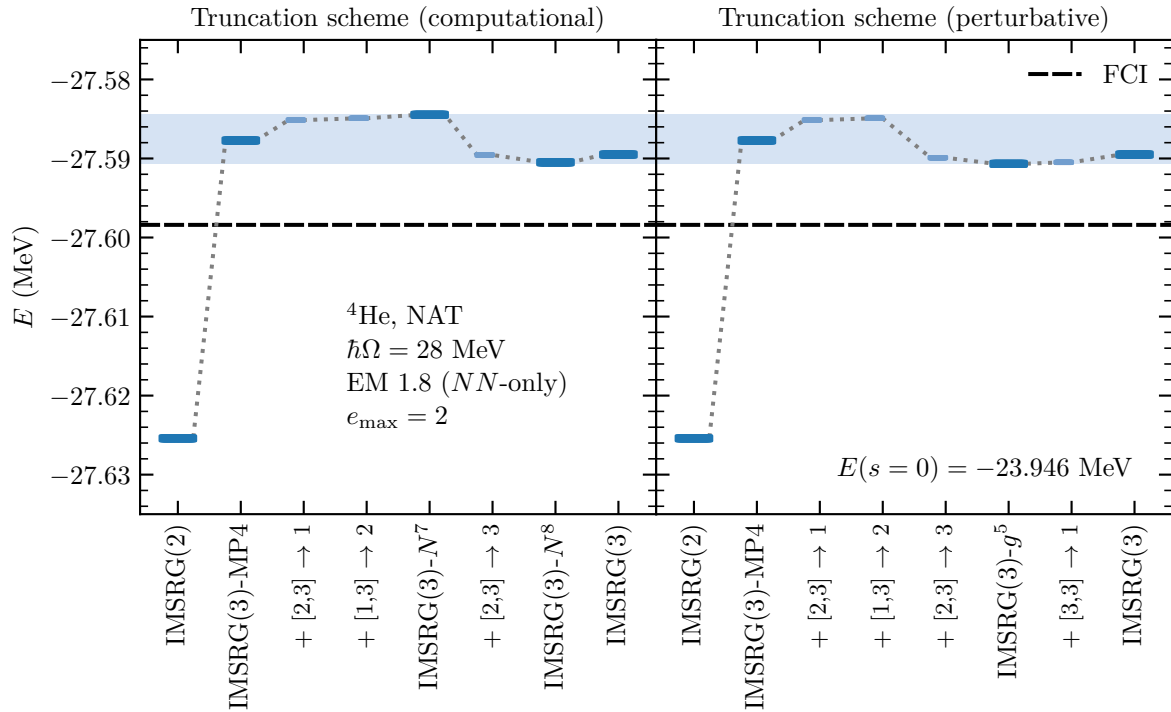 Truncation scheme (computational)
Truncation scheme (perturbative)
E (MeV)
−27.58
−27.59
−27.60
−27.61
−27.62
−27.63
FCI
⁴He, NAT
ℏΩ = 28 MeV
EM 1.8 (NN-only)
e_max = 2
E(s = 0) = −23.946 MeV
IMSRG(2)
IMSRG(3)-MP4
+ [2,3] → 1
+ [1,3] → 2
IMSRG(3)-N⁷
+ [2,3] → 3
IMSRG(3)-N⁸
IMSRG(3)
IMSRG(2)
IMSRG(3)-MP4
+ [2,3] → 1
+ [1,3] → 2
+ [2,3] → 3
IMSRG(3)-g⁵
+ [3,3] → 1
IMSRG(3)